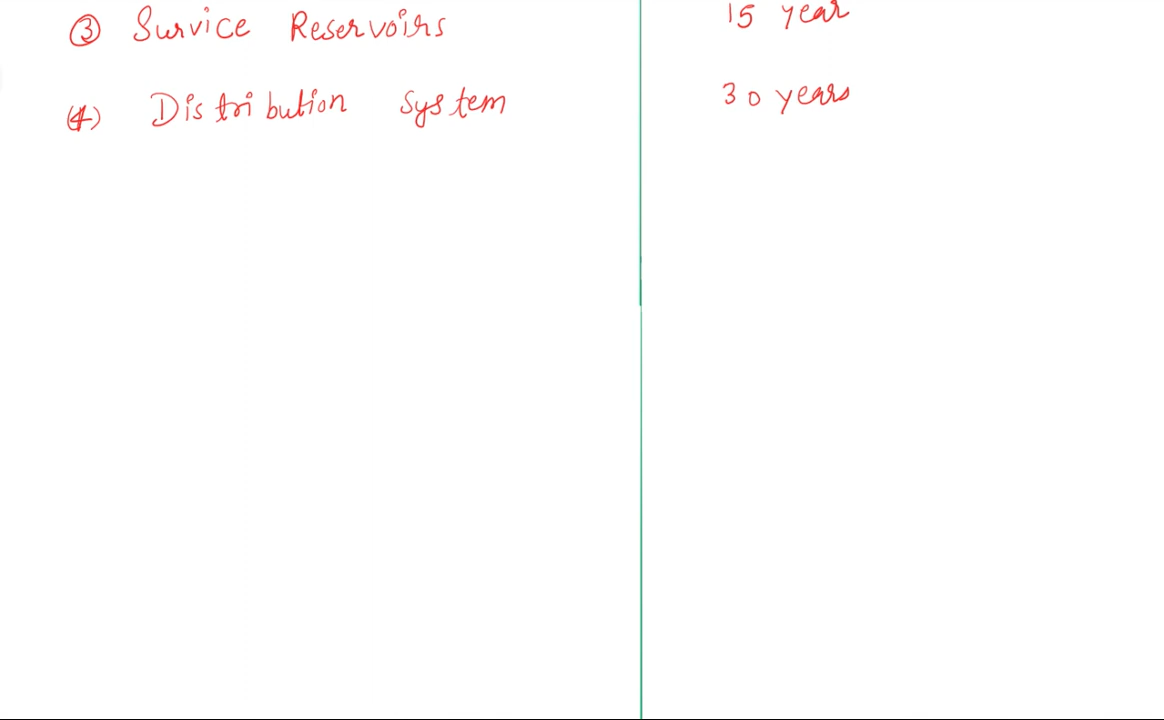 ③ Survice Reservoirs 15 year
(4) Distribution System 30 years